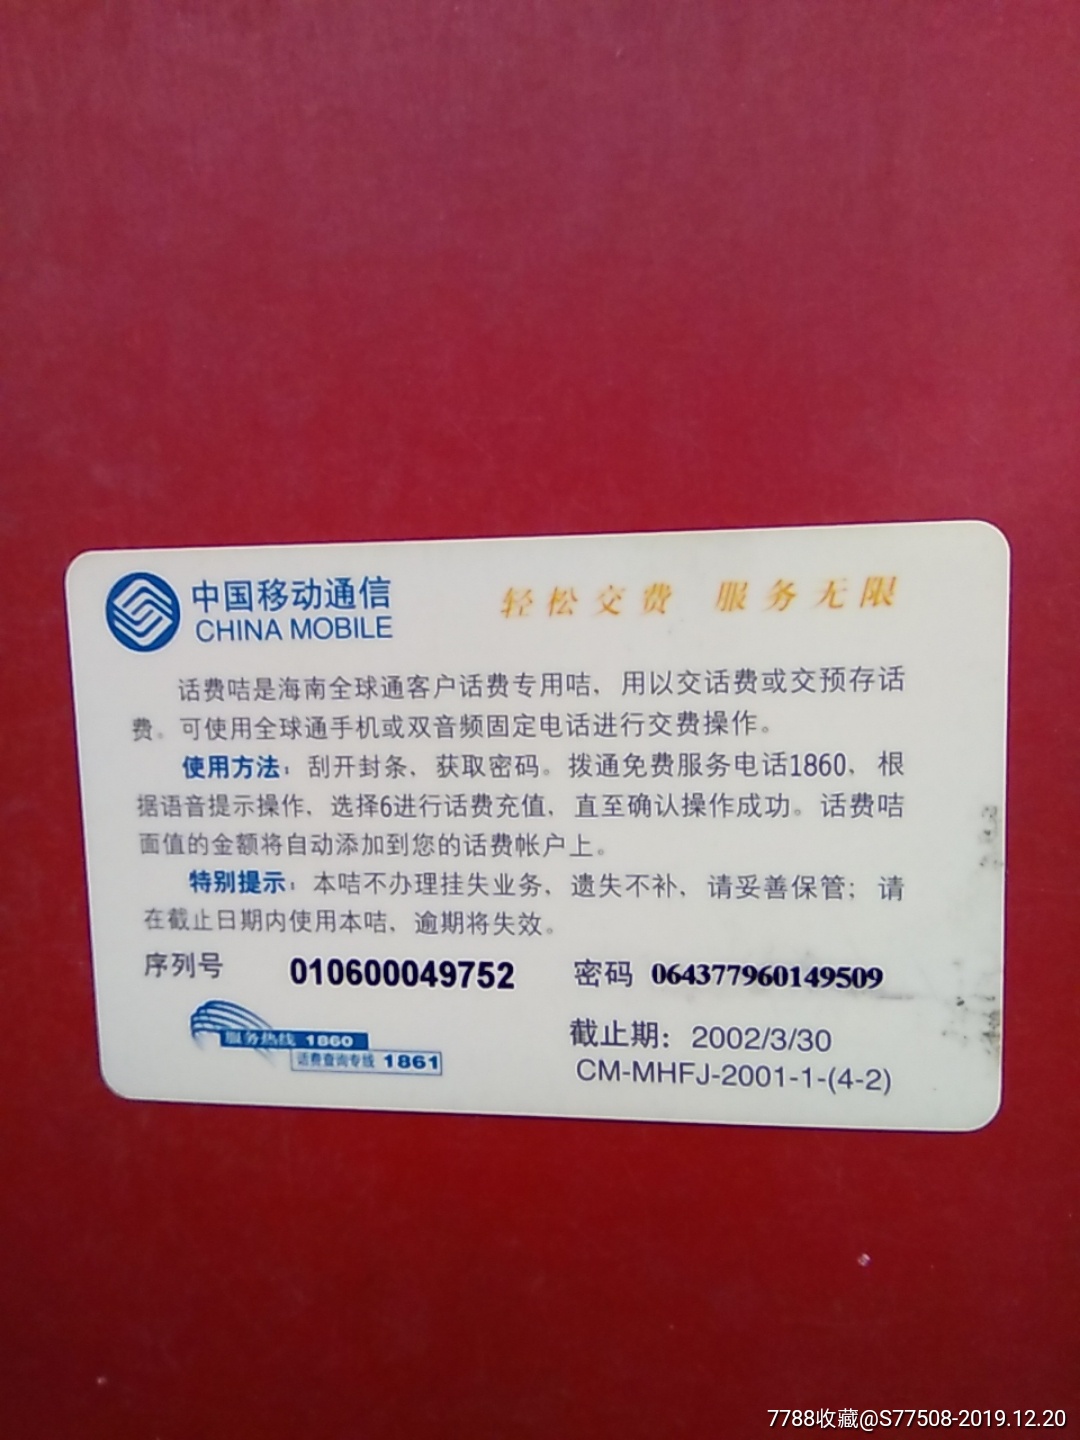 中国移动通信
CHINA MOBILE
轻松交费 服务无限
话费咭是海南全球通客户话费专用咭，用以交话费或交预存话
费。可使用全球通手机或双音频固定电话进行交费操作。
使用方法：刮开封条，获取密码。拨通免费服务电话1860，根
据语音提示操作，选择6进行话费充值，直至确认操作成功。话费咭
面值的金额将自动添加到您的话费帐户上。
特别提示：本咭不办理挂失业务，遗失不补，请妥善保管；请
在截止日期内使用本咭，逾期将失效。
序列号 010600049752 密码 064377960149509
服务热线 1860
话费查询专线 1861
截止期：2002/3/30
CM-MHFJ-2001-1-(4-2)
7788收藏@S77508-2019.12.20